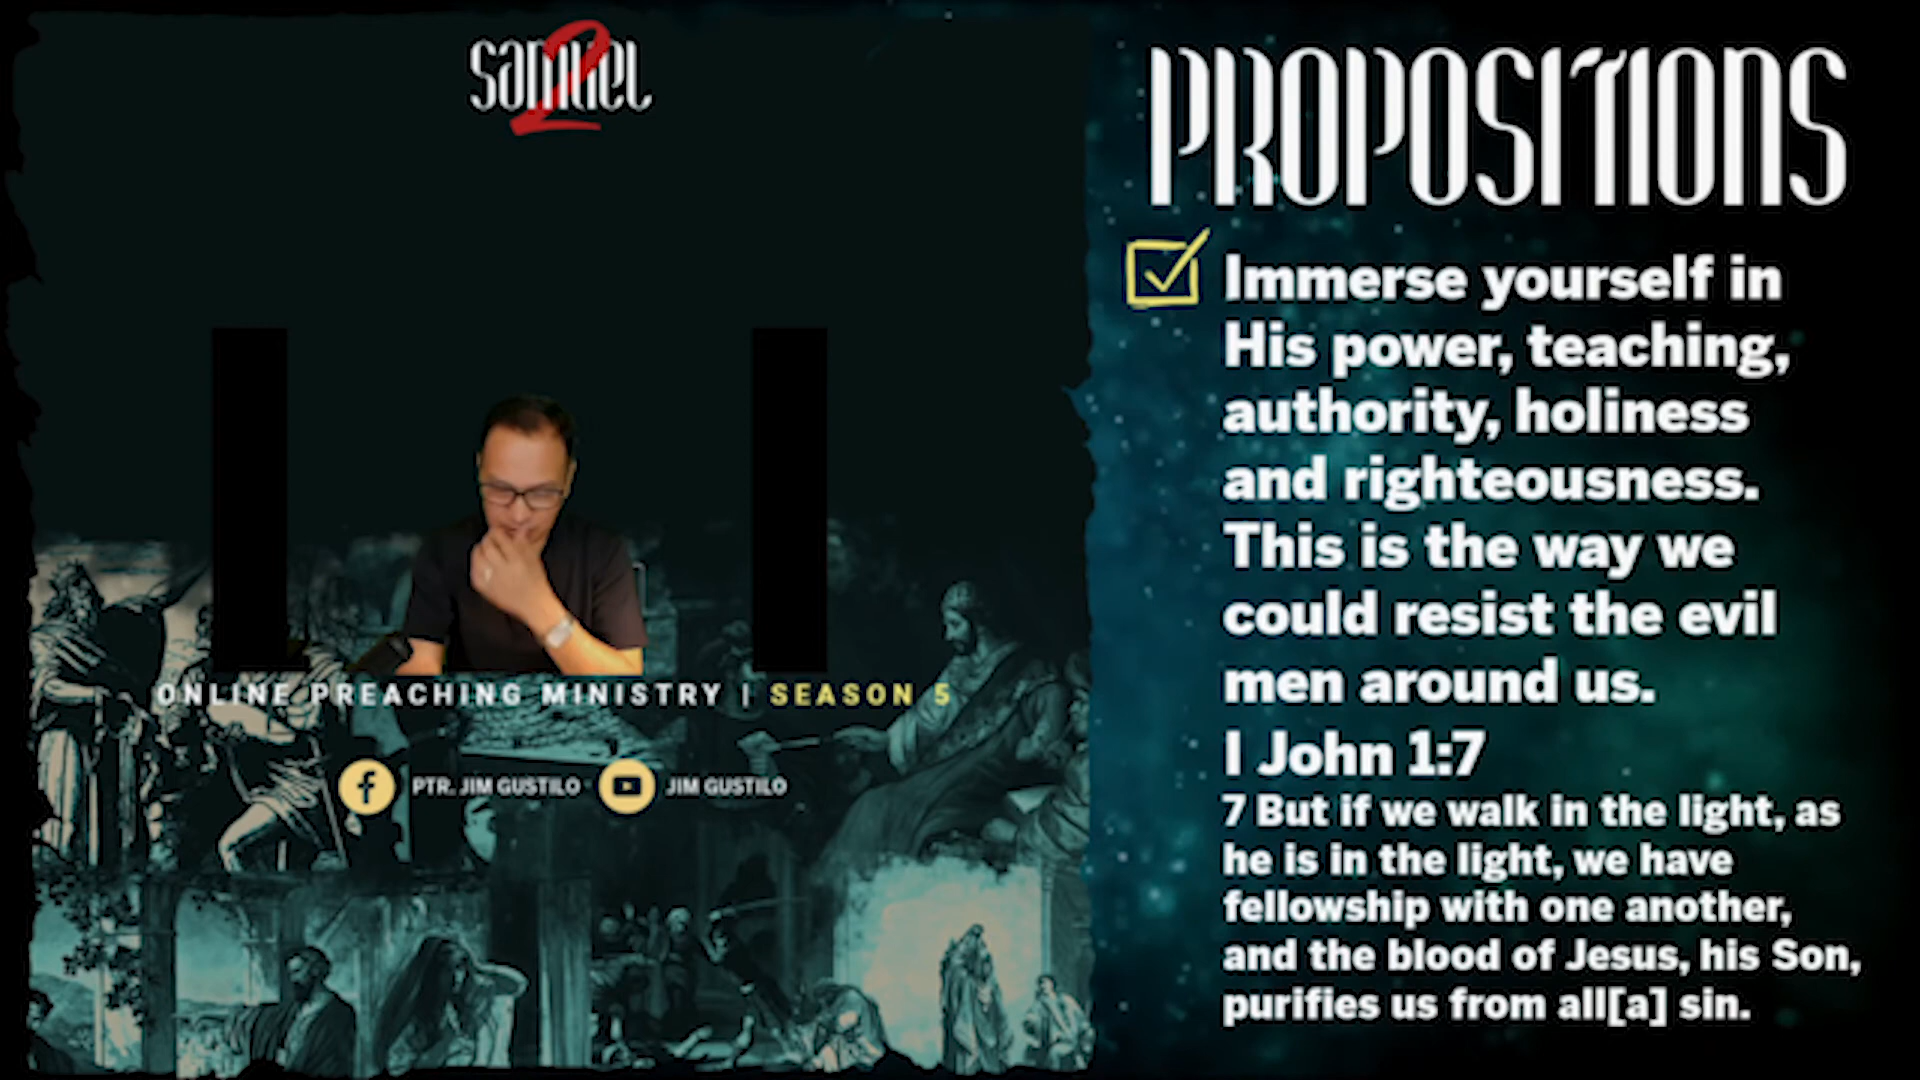 Samuel
2
ONLINE PREACHING MINISTRY | SEASON 5
PTR. JIM GUSTILO
JIM GUSTILO
PROPOSITIONS
Immerse yourself in
His power, teaching,
authority, holiness
and righteousness.
This is the way we
could resist the evil
men around us.
I John 1:7
7 But if we walk in the light, as
he is in the light, we have
fellowship with one another,
and the blood of Jesus, his Son,
purifies us from all[a] sin.